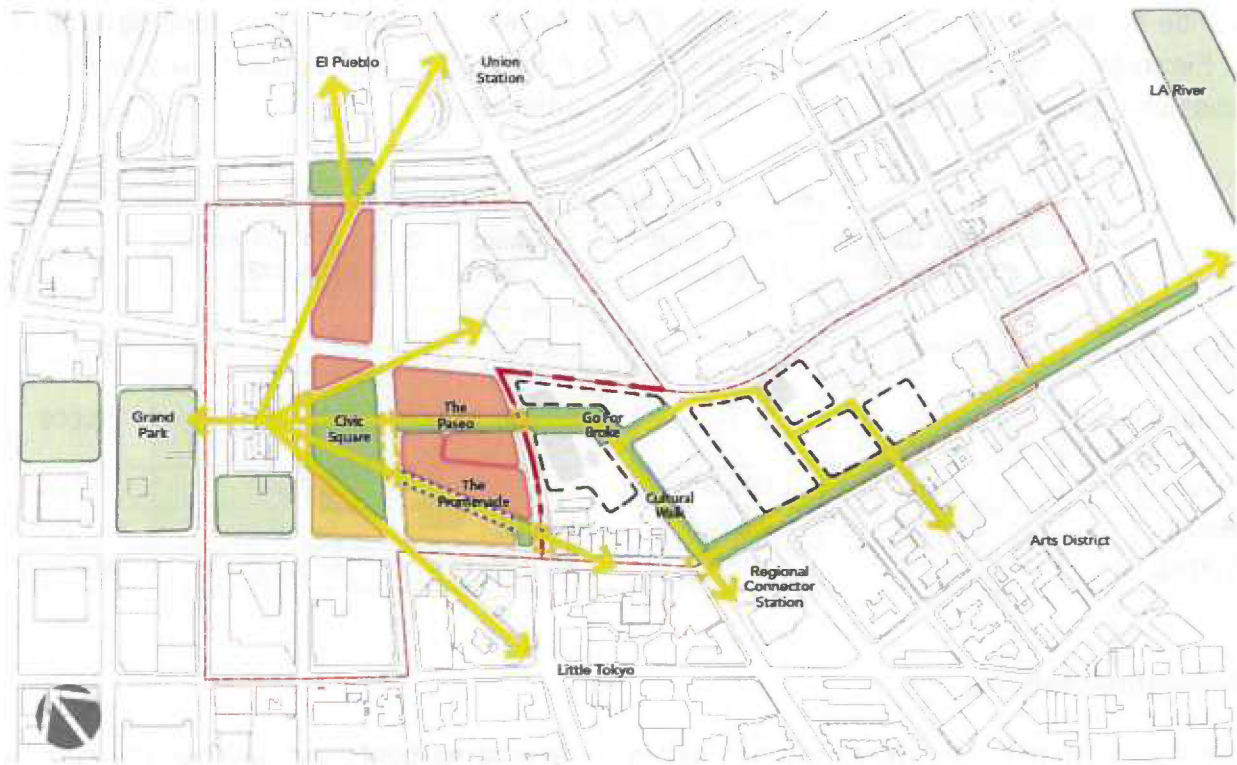 El Pueblo
Union
Station
LA River
Grand
Park
Civic
Square
The
Paseo
Go For
Broke
The
Promenade
Cultural
Walk
Regional
Connector
Station
Arts District
Little Tokyo